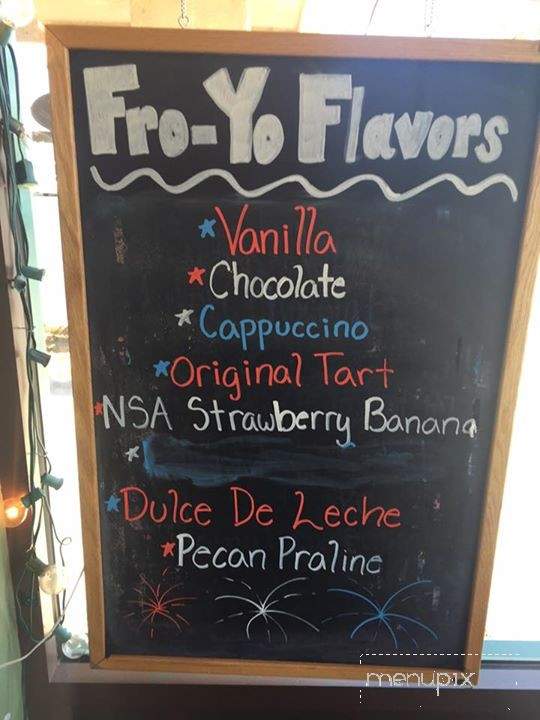 Fro-Yo Flavors
*Vanilla
*Chocolate
*Cappuccino
*Original Tart
*NSA Strawberry Banana
*
*Dulce De Leche
*Pecan Praline
menupix